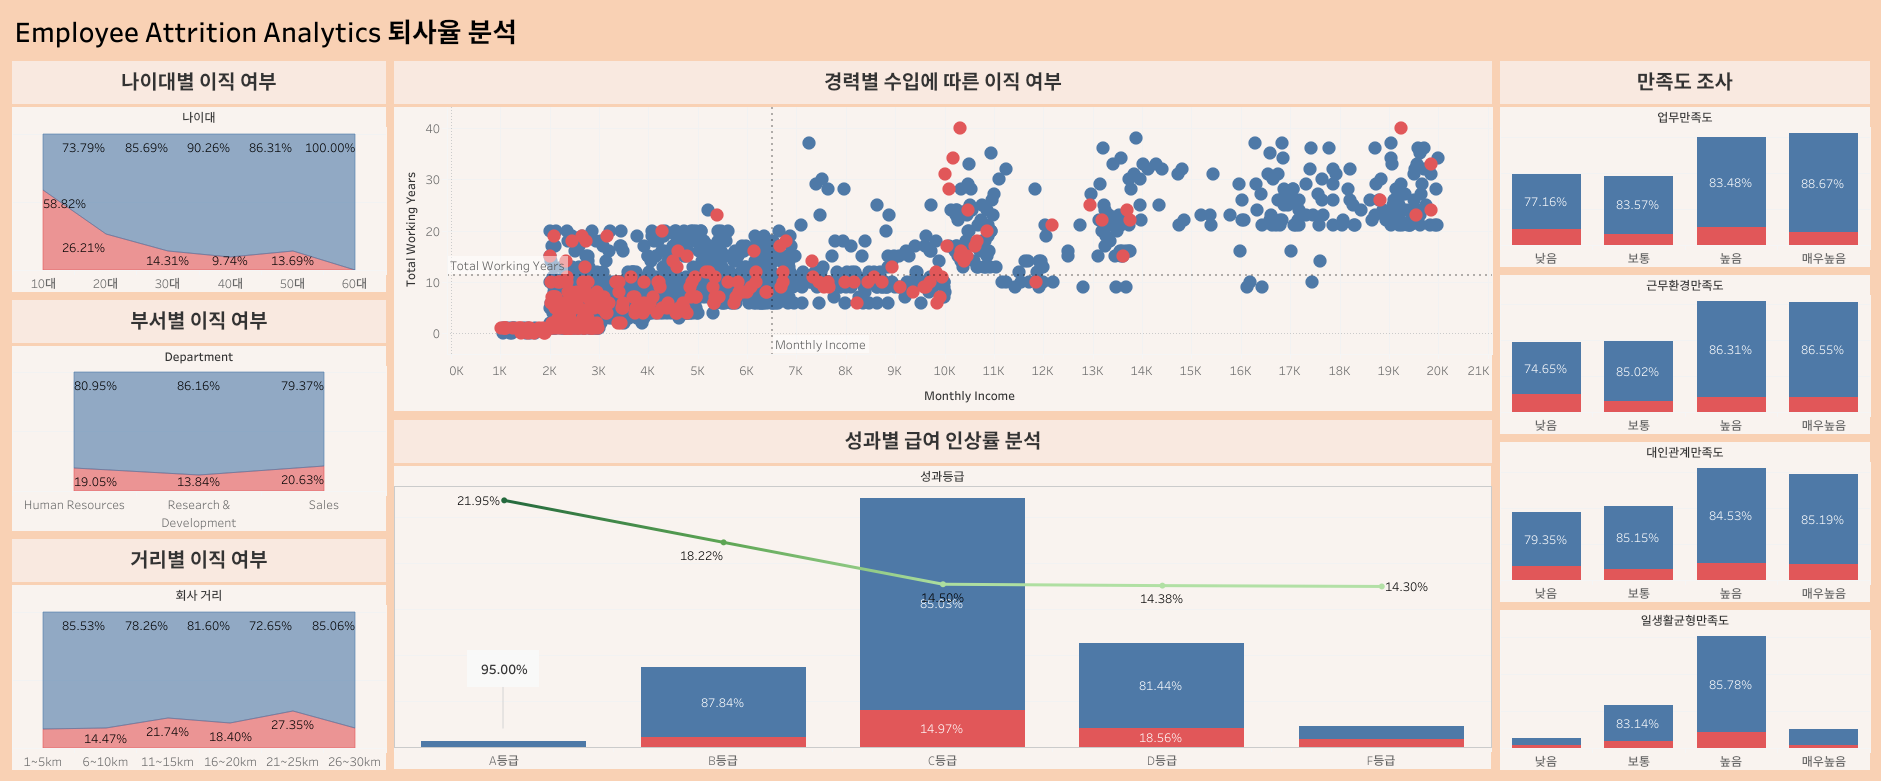 Employee Attrition Analytics 퇴사율 분석
나이대별 이직 여부
나이대
73.79% 85.69% 90.26% 86.31% 100.00%
58.82%
26.21% 14.31% 9.74% 13.69%
10대 20대 30대 40대 50대 60대
부서별 이직 여부
Department
80.95% 86.16% 79.37%
19.05% 13.84% 20.63%
Human Resources Research & Sales
Development
거리별 이직 여부
회사 거리
85.53% 78.26% 81.60% 72.65% 85.06%
14.47% 21.74% 18.40% 27.35%
1~5km 6~10km 11~15km 16~20km 21~25km 26~30km
경력별 수입에 따른 이직 여부
Total Working Years
40
30
20
10
0
Total Working Years
Monthly Income
0K 1K 2K 3K 4K 5K 6K 7K 8K 9K 10K 11K 12K 13K 14K 15K 16K 17K 18K 19K 20K 21K
Monthly Income
성과별 급여 인상률 분석
성과등급
21.95%
18.22%
14.50%
14.38%
14.30%
95.00%
87.84%
85.03%
81.44%
14.97%
18.56%
A등급 B등급 C등급 D등급 F등급
만족도 조사
업무만족도
77.16% 83.57% 83.48% 88.67%
낮음 보통 높음 매우높음
근무환경만족도
74.65% 85.02% 86.31% 86.55%
낮음 보통 높음 매우높음
대인관계만족도
79.35% 85.15% 84.53% 85.19%
낮음 보통 높음 매우높음
일생활균형만족도
83.14% 85.78%
낮음 보통 높음 매우높음